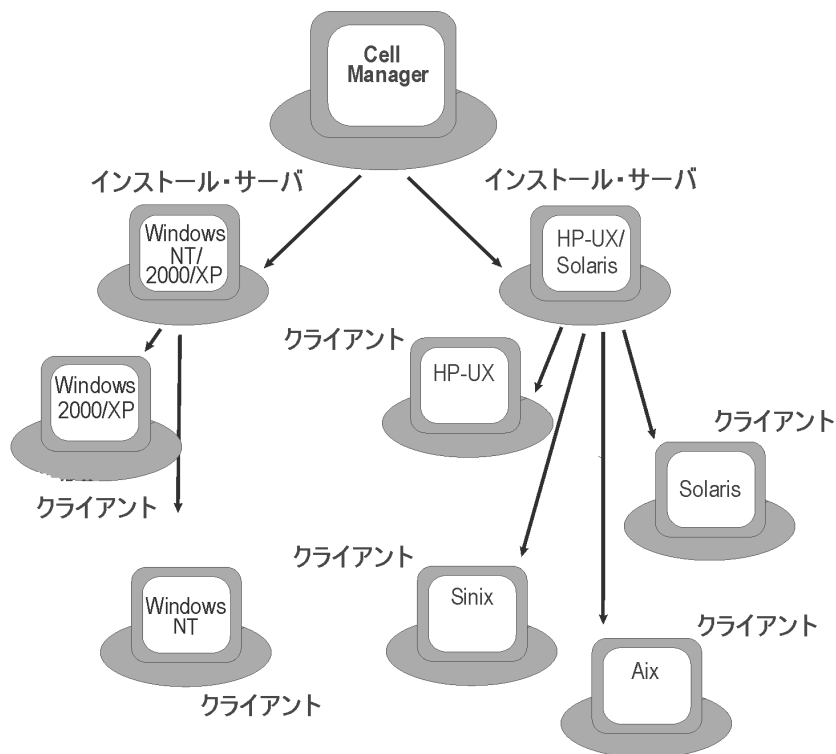 Cell
Manager
インストール・サーバ
インストール・サーバ
Windows
NT/
2000/XP
HP-UX/
Solaris
クライアント
HP-UX
Windows
2000/XP
クライアント
Solaris
クライアント
クライアント
Sinix
Windows
NT
クライアント
Aix
クライアント